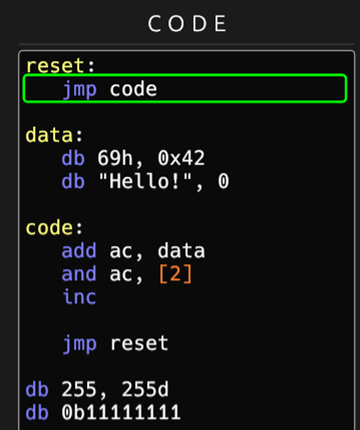 CODE
reset:
jmp code
data:
db 69h, 0x42
db "Hello!", 0
code:
add ac, data
and ac, [2]
inc
jmp reset
db 255, 255d
db 0b11111111